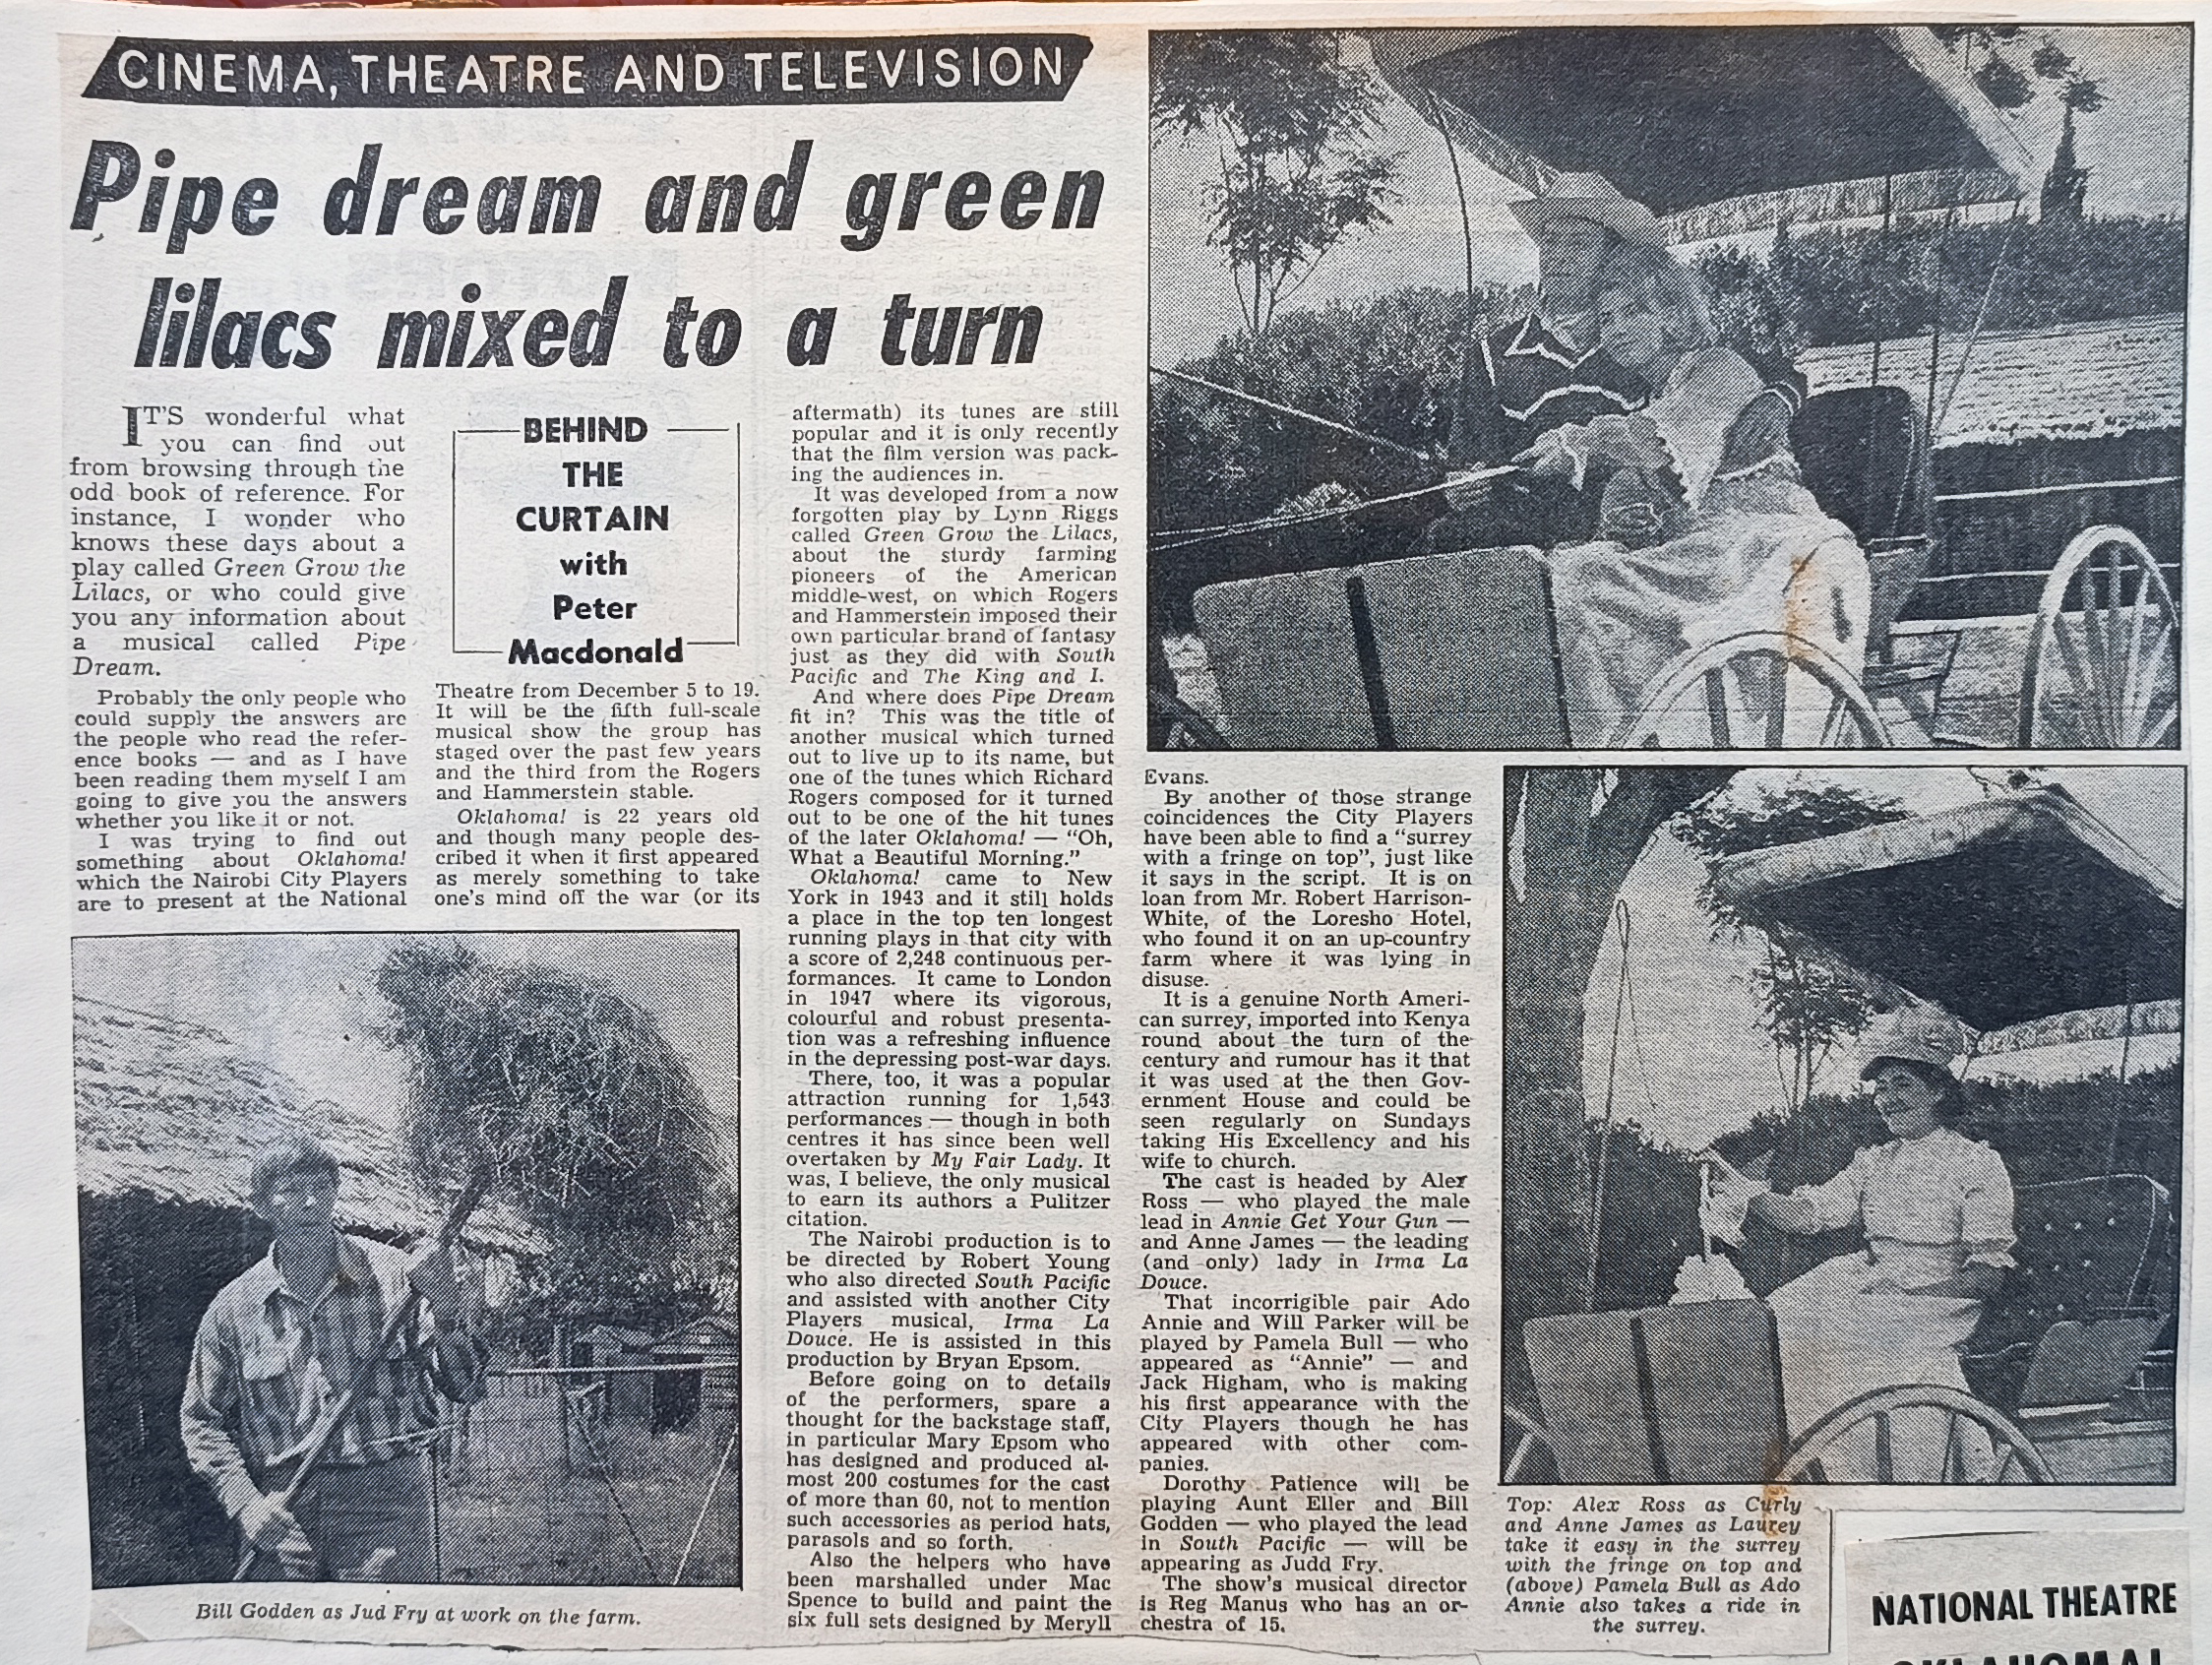 CINEMA, THEATRE AND TELEVISION
Pipe dream and green
lilacs mixed to a turn
IT'S wonderful what
you can find out
from browsing through the
odd book of reference. For
instance, I wonder who
knows these days about a
play called Green Grow the
Lilacs, or who could give
you any information about
a musical called Pipe
Dream.
Probably the only people who
could supply the answers are
the people who read the refer-
ence books — and as I have
been reading them myself I am
going to give you the answers
whether you like it or not.
I was trying to find out
something about Oklahoma!
which the Nairobi City Players
are to present at the National
BEHIND
THE
CURTAIN
with
Peter
Macdonald
Theatre from December 5 to 19.
It will be the fifth full-scale
musical show the group has
staged over the past few years
and the third from the Rogers
and Hammerstein stable.
Oklahoma! is 22 years old
and though many people des-
cribed it when it first appeared
as merely something to take
one's mind off the war (or its
aftermath) its tunes are still
popular and it is only recently
that the film version was pack-
ing the audiences in.
It was developed from a now
forgotten play by Lynn Riggs
called Green Grow the Lilacs,
about the sturdy farming
pioneers of the American
middle-west, on which Rogers
and Hammerstein imposed their
own particular brand of fantasy
just as they did with South
Pacific and The King and I.
And where does Pipe Dream
fit in? This was the title of
another musical which turned
out to live up to its name, but
one of the tunes which Richard
Rogers composed for it turned
out to be one of the hit tunes
of the later Oklahoma! — "Oh,
What a Beautiful Morning."
Oklahoma! came to New
York in 1943 and it still holds
a place in the top ten longest
running plays in that city with
a score of 2,248 continuous per-
formances. It came to London
in 1947 where its vigorous,
colourful and robust presenta-
tion was a refreshing influence
in the depressing post-war days.
There, too, it was a popular
attraction running for 1,543
performances — though in both
centres it has since been well
overtaken by My Fair Lady. It
was, I believe, the only musical
to earn its authors a Pulitzer
citation.
The Nairobi production is to
be directed by Robert Young
who also directed South Pacific
and assisted with another City
Players musical, Irma La
Douce. He is assisted in this
production by Bryan Epsom.
Before going on to details
of the performers, spare a
thought for the backstage staff,
in particular Mary Epsom who
has designed and produced al-
most 200 costumes for the cast
of more than 60, not to mention
such accessories as period hats,
parasols and so forth.
Also the helpers who have
been marshalled under Mac
Spence to build and paint the
six full sets designed by Meryll
Evans.
By another of those strange
coincidences the City Players
have been able to find a "surrey
with a fringe on top", just like
it says in the script. It is on
loan from Mr. Robert Harrison-
White, of the Loresho Hotel,
who found it on an up-country
farm where it was lying in
disuse.
It is a genuine North Ameri-
can surrey, imported into Kenya
round about the turn of the
century and rumour has it that
it was used at the then Gov-
ernment House and could be
seen regularly on Sundays
taking His Excellency and his
wife to church.
The cast is headed by Alex
Ross — who played the male
lead in Annie Get Your Gun —
and Anne James — the leading
(and only) lady in Irma La
Douce.
That incorrigible pair Ado
Annie and Will Parker will be
played by Pamela Bull — who
appeared as "Annie" — and
Jack Higham, who is making
his first appearance with the
City Players though he has
appeared with other com-
panies.
Dorothy Patience will be
playing Aunt Eller and Bill
Godden — who played the lead
in South Pacific — will be
appearing as Judd Fry.
The show's musical director
is Reg Manus who has an or-
chestra of 15.
Bill Godden as Jud Fry at work on the farm.
Top: Alex Ross as Curly
and Anne James as Laurey
take it easy in the surrey
with the fringe on top and
(above) Pamela Bull as Ado
Annie also takes a ride in
the surrey.
NATIONAL THEATRE
OKLAHOMA!